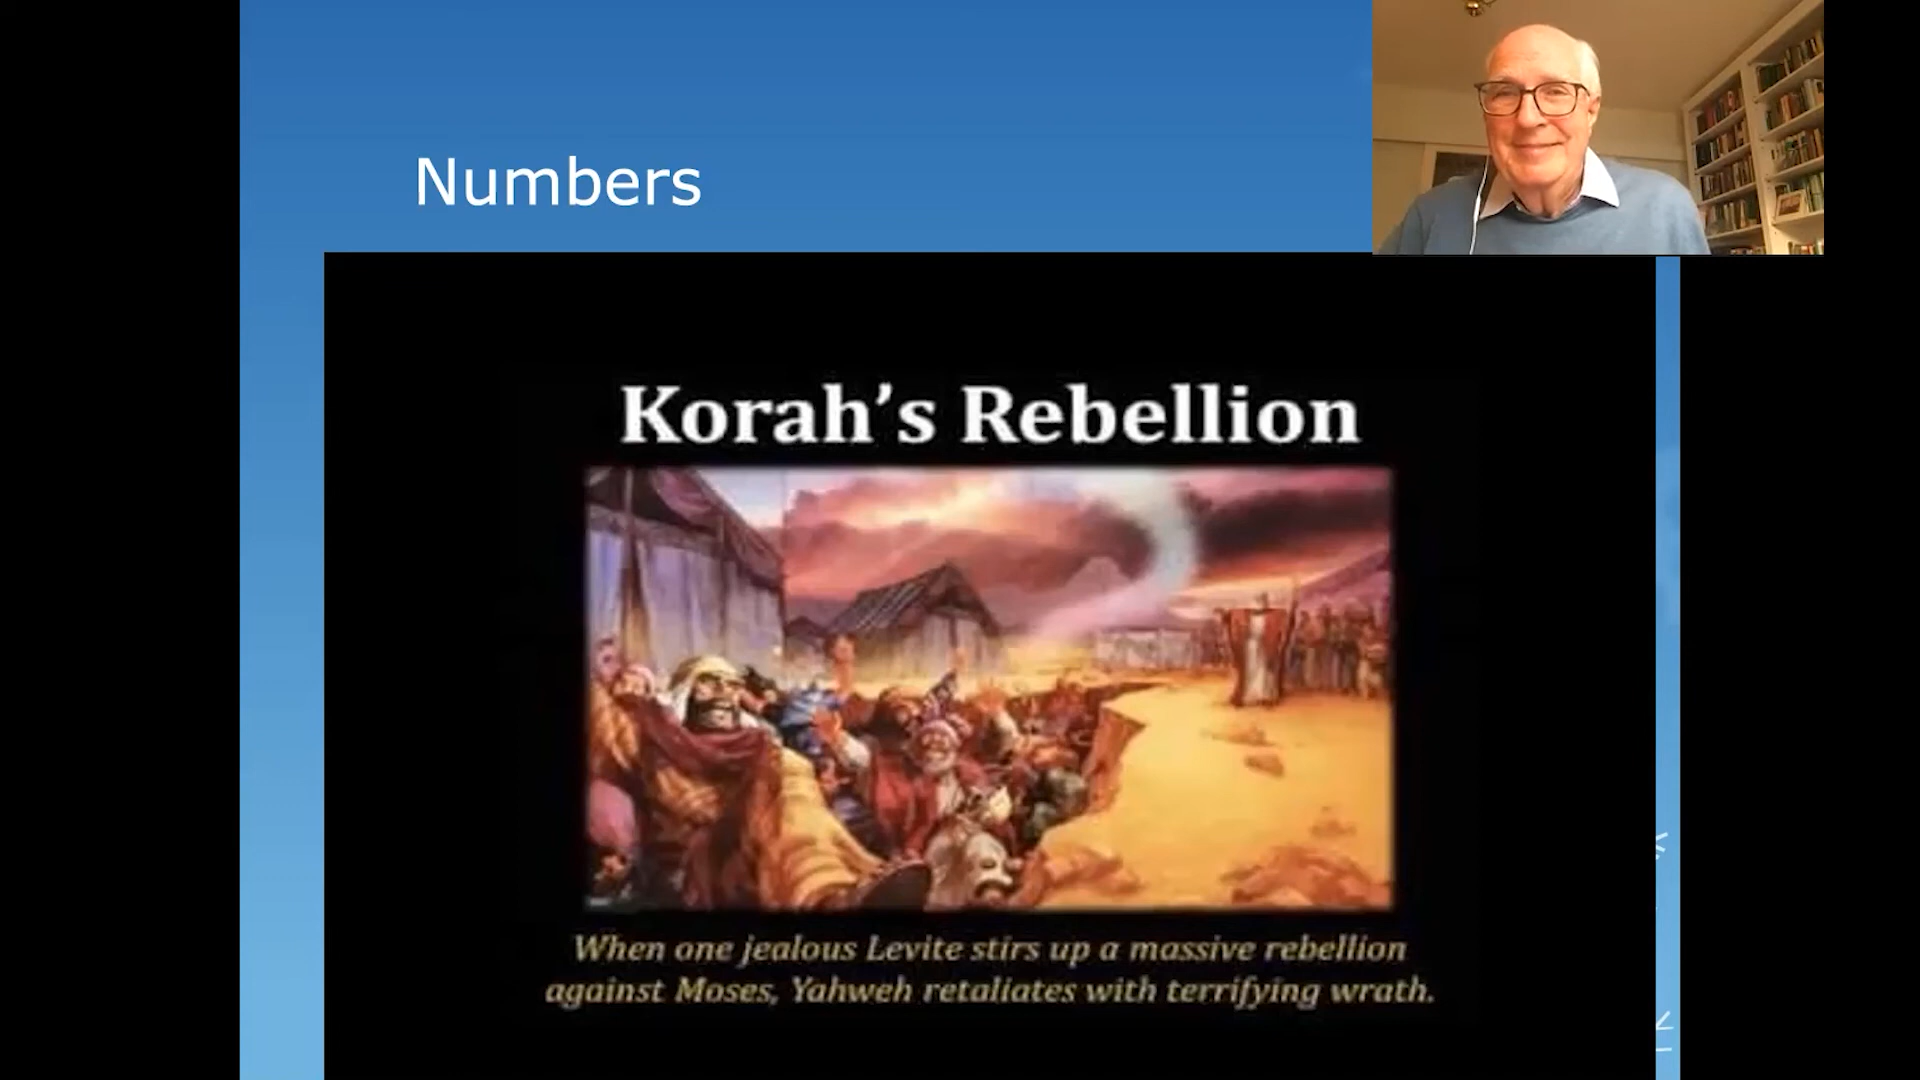 Numbers
Korah's Rebellion
When one jealous Levite stirs up a massive rebellion
against Moses, Yahweh retaliates with terrifying wrath.